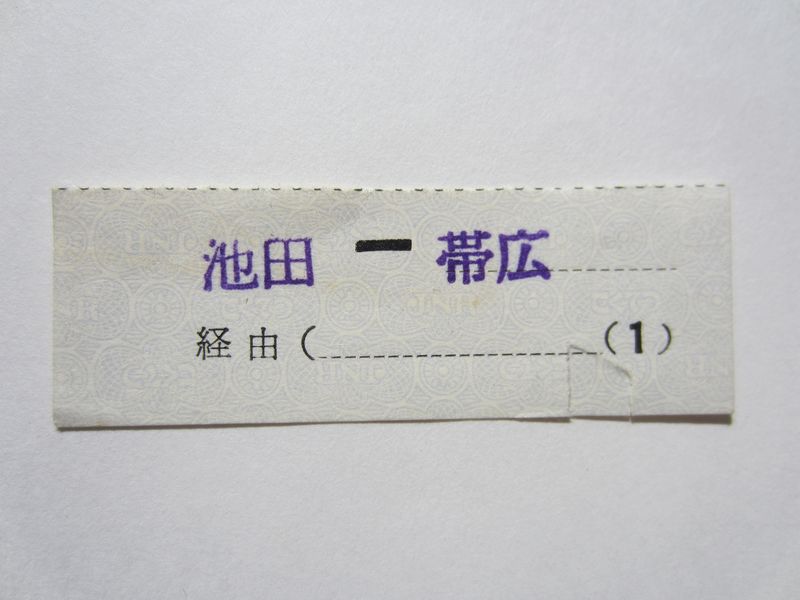 池田 ー 帯広
経由( (1)